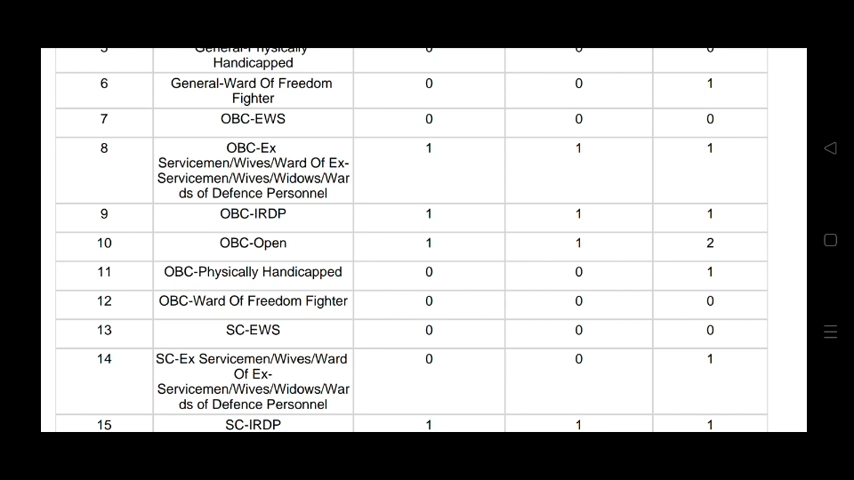 5 General-Physically 0 0 0
Handicapped
6 General-Ward Of Freedom 0 0 1
Fighter
7 OBC-EWS 0 0 0
8 OBC-Ex 1 1 1
Servicemen/Wives/Ward Of Ex-
Servicemen/Wives/Widows/War
ds of Defence Personnel
9 OBC-IRDP 1 1 1
10 OBC-Open 1 1 2
11 OBC-Physically Handicapped 0 0 1
12 OBC-Ward Of Freedom Fighter 0 0 0
13 SC-EWS 0 0 0
14 SC-Ex Servicemen/Wives/Ward 0 0 1
Of Ex-
Servicemen/Wives/Widows/War
ds of Defence Personnel
15 SC-IRDP 1 1 1